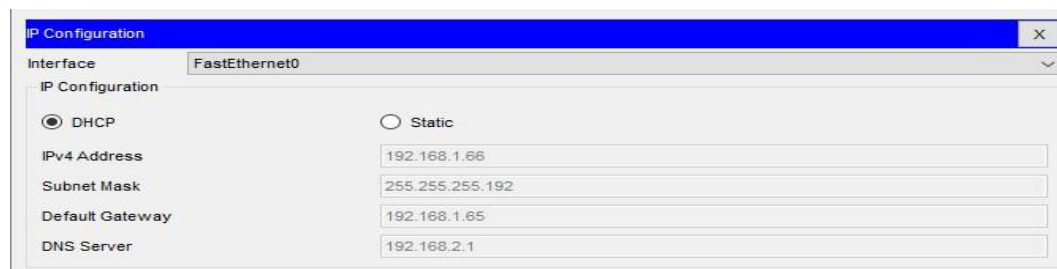 IP Configuration X
Interface FastEthernet0
IP Configuration
DHCP Static
IPv4 Address 192.168.1.66
Subnet Mask 255.255.255.192
Default Gateway 192.168.1.65
DNS Server 192.168.2.1